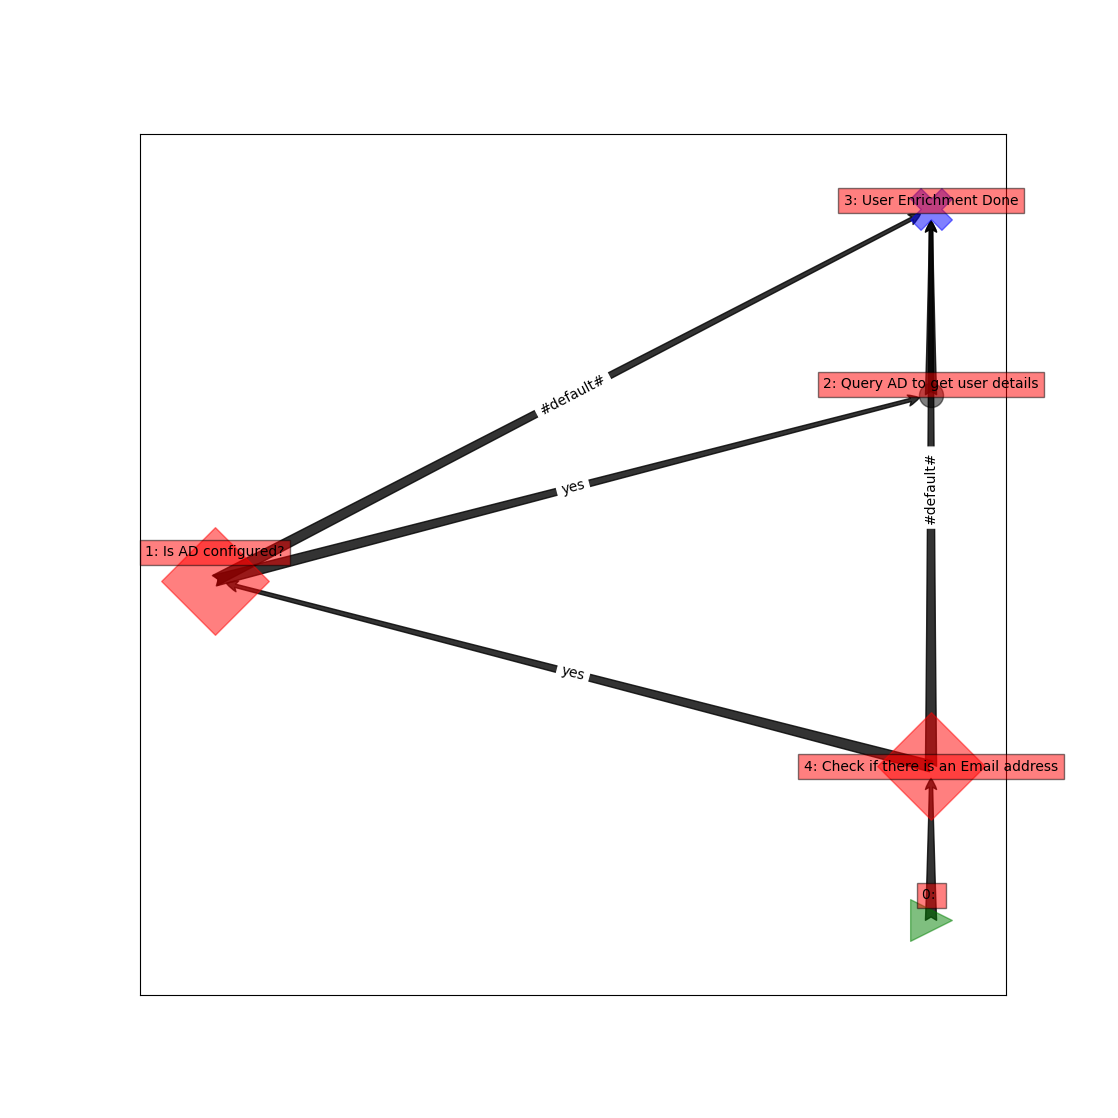 3: User Enrichment Done
2: Query AD to get user details
#default#
#default#
yes
1: Is AD configured?
yes
4: Check if there is an Email address
0: